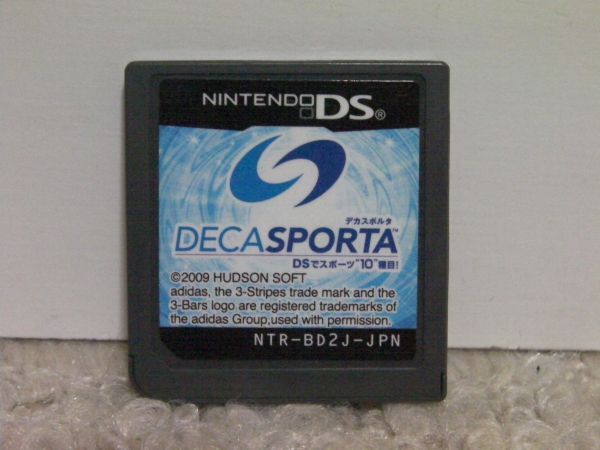 NINTENDO DS®
デカスポルタ
DECASPORTA™
DSでスポーツ"10"種目!
©2009 HUDSON SOFT
adidas, the 3-Stripes trade mark and the
3-Bars logo are registered trademarks of
the adidas Group,used with permission.
NTR-BD2J-JPN